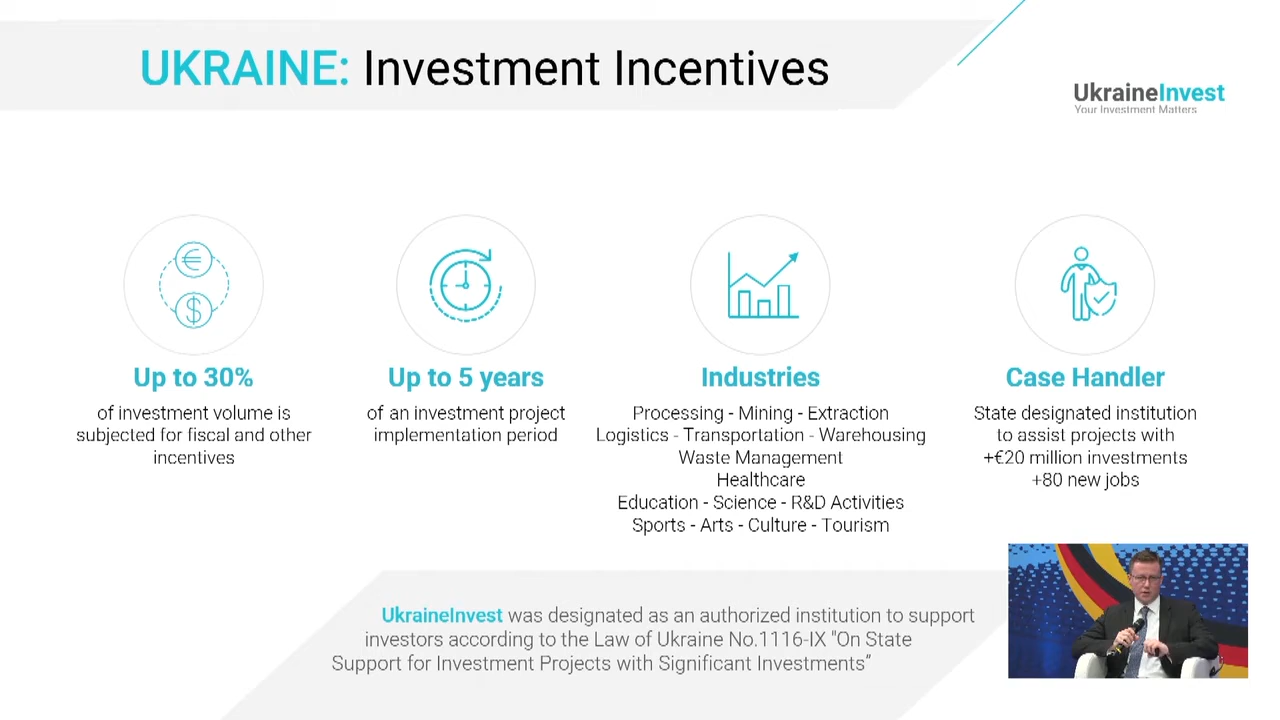 UKRAINE: Investment Incentives
UkraineInvest
Your Investment Matters
Up to 30%
of investment volume is
subjected for fiscal and other
incentives
Up to 5 years
of an investment project
implementation period
Industries
Processing - Mining - Extraction
Logistics - Transportation - Warehousing
Waste Management
Healthcare
Education - Science - R&D Activities
Sports - Arts - Culture - Tourism
Case Handler
State designated institution
to assist projects with
+€20 million investments
+80 new jobs
UkraineInvest was designated as an authorized institution to support
investors according to the Law of Ukraine No.1116-IX "On State
Support for Investment Projects with Significant Investments”